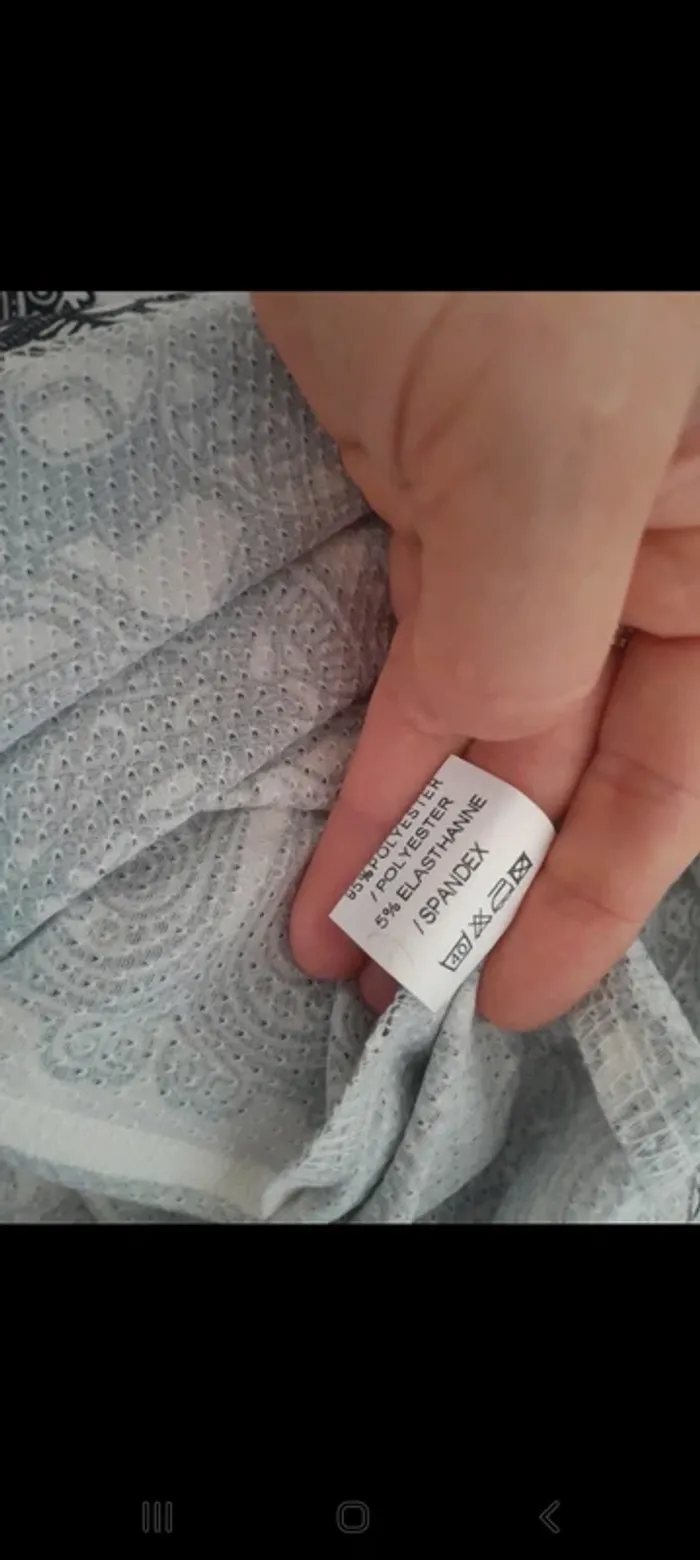 95% POLYESTER
/ POLYESTER
5% ELASTHANNE
/ SPANDEX
40